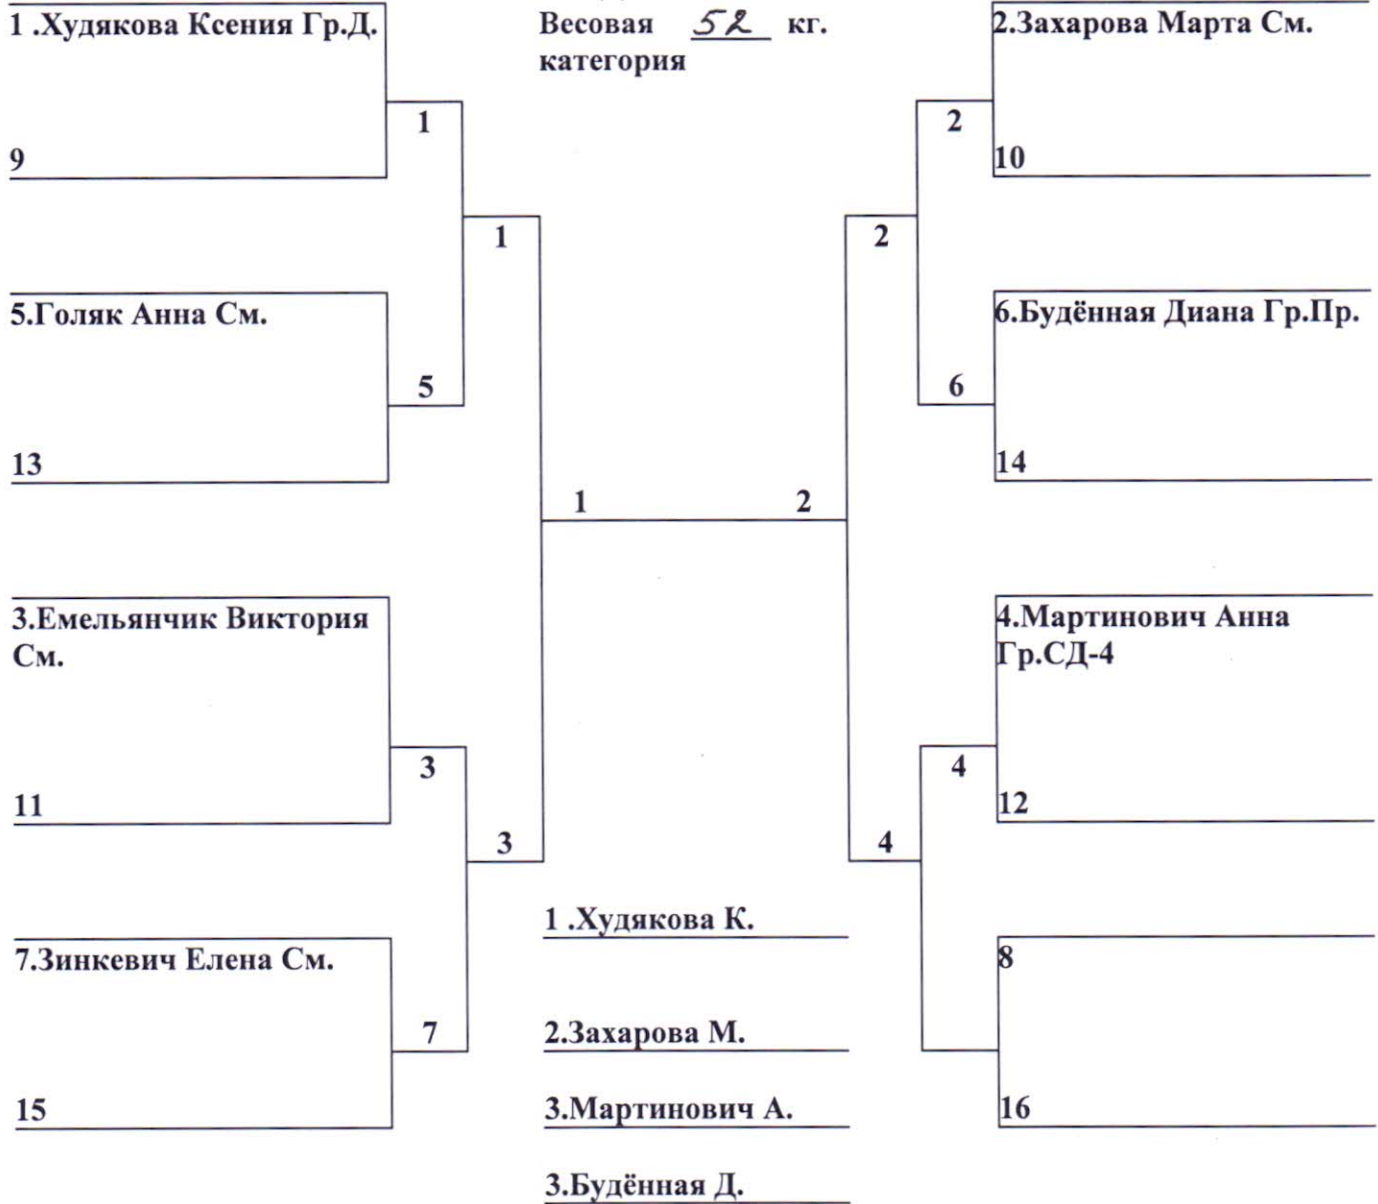 1 .Худякова Ксения Гр.Д.
Весовая 52 кг.
категория
2.Захарова Марта См.
1
2
9
10
1
2
5.Голяк Анна См.
6.Будённая Диана Гр.Пр.
5
6
13
14
1
2
3.Емельянчик Виктория
См.
4.Мартинович Анна
Гр.СД-4
3
4
11
12
3
4
1 .Худякова К.
7.Зинкевич Елена См.
8
7
2.Захарова М.
15
3.Мартинович А.
16
3.Будённая Д.